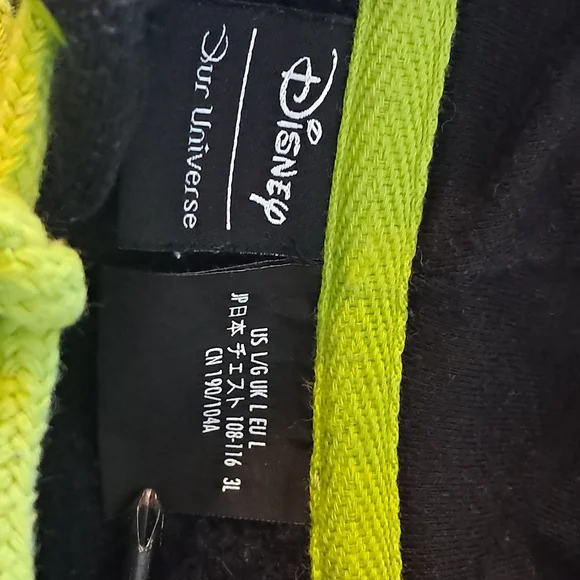 Disney
Our Universe
US L/G UK L EU L
JP日本 チェスト 108-116 3L
CN 190/104A